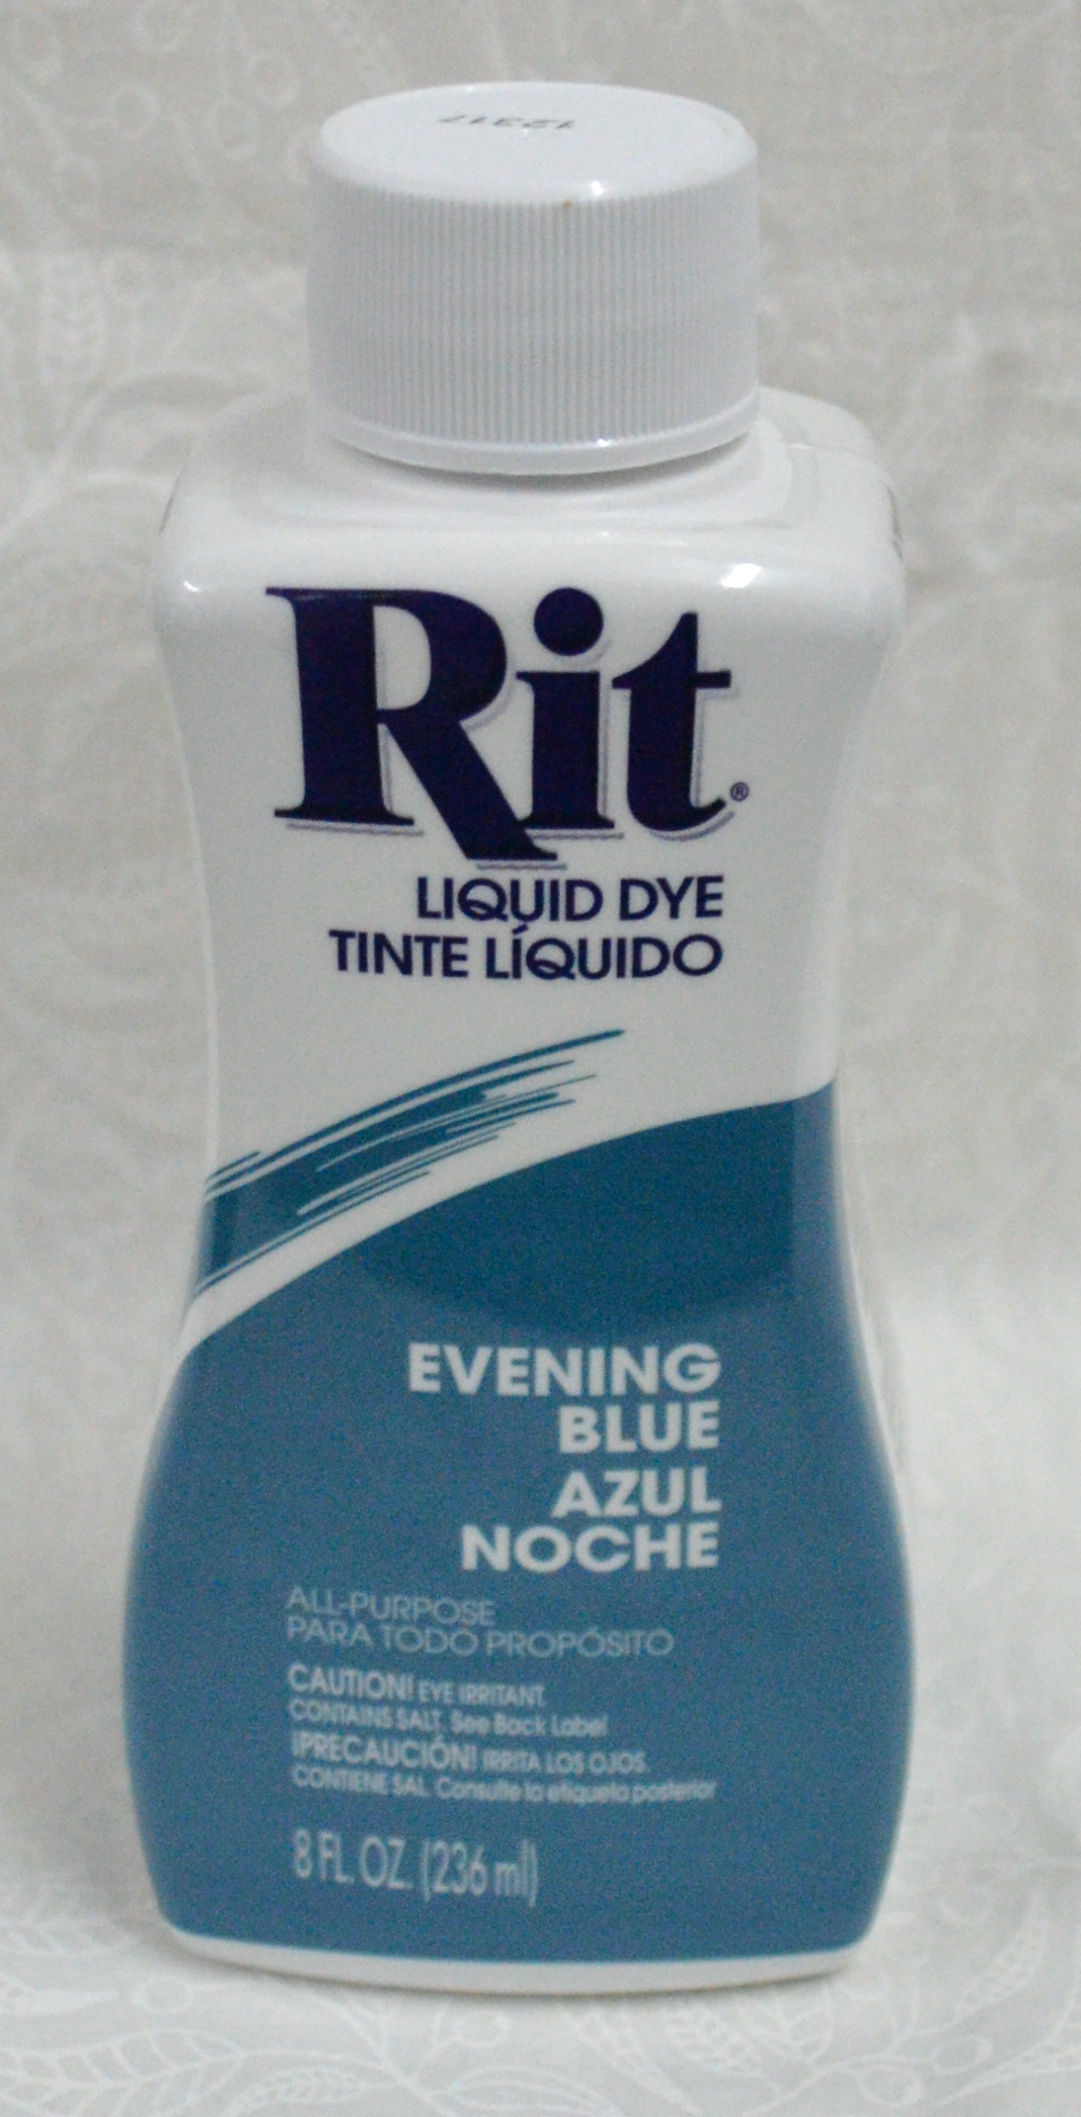 12317
Rit®
LIQUID DYE
TINTE LÍQUIDO
EVENING
BLUE
AZUL
NOCHE
ALL-PURPOSE
PARA TODO PROPÓSITO
CAUTION! EYE IRRITANT.
CONTAINS SALT. See Back Label
¡PRECAUCIÓN! IRRITA LOS OJOS.
CONTIENE SAL. Consulte la etiqueta posterior
8 FL. OZ. (236 ml)